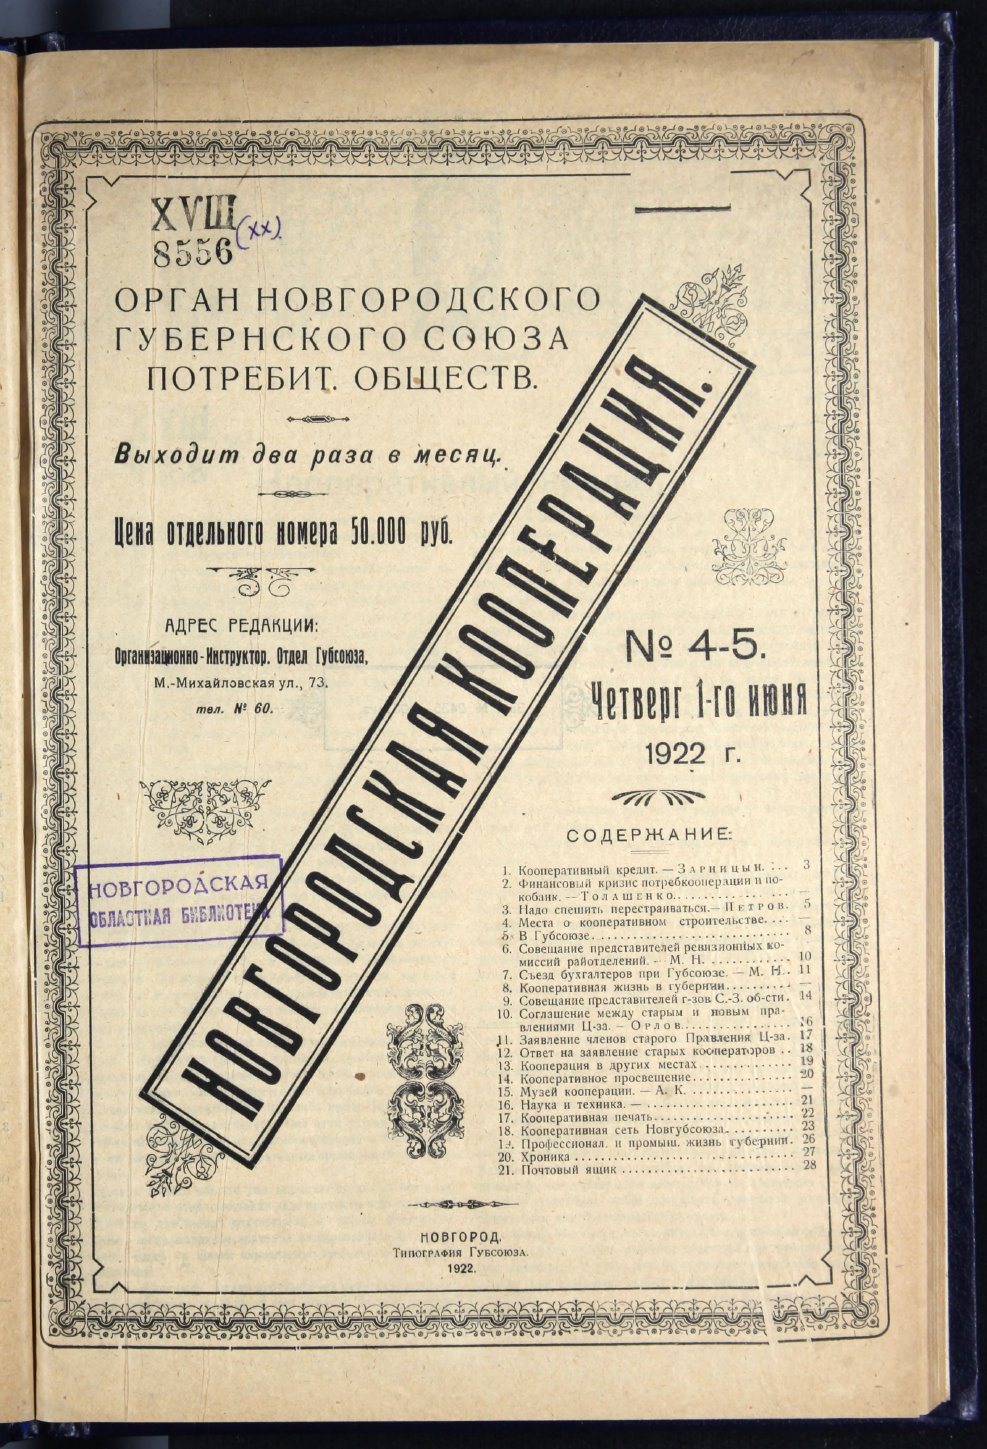 XVIII
8556 (XX)
ОРГАН НОВГОРОДСКОГО
ГУБЕРНСКОГО СОЮЗА
ПОТРЕБИТ. ОБЩЕСТВ.
Выходит два раза в месяц.
Цена отдельного номера 50.000 руб.
АДРЕС РЕДАКЦИИ:
Организационно-Инструктор. Отдел Губсоюза,
М.-Михайловская ул., 73.
тел. № 60.
НОВГОРОДСКАЯ КООПЕРАЦИЯ.
№ 4-5.
Четверг 1-го июня
1922 г.
НОВГОРОДСКАЯ
ОБЛАСТНАЯ БИБЛИОТЕКА
СОДЕРЖАНИЕ:
1. Кооперативный кредит. — Зарницын. ... 3
2. Финансовый кризис потребкооперации и по-
кобанк. — Толашенко. ... —
3. Надо спешить перестраиваться. — Петров. 5
4. Места о кооперативном строительстве. ... —
5. В Губсоюзе. ... 8
6. Совещание представителей ревизионных ко-
миссий райотделений. - М. Н. ... 10
7. Съезд бухгалтеров при Губсоюзе. — М. Н. . 11
8. Кооперативная жизнь в губернии. ... —
9. Совещание представителей г-зов С.-З. об-сти. 14
10. Соглашение между старым и новым пра-
влениями Ц-за. — Орлов. ... 16
11. Заявление членов старого Правления Ц-за. 17
12. Ответ на заявление старых кооператоров .. 18
13. Кооперация в других местах ... 19
14. Кооперативное просвещение. ... 20
15. Музей кооперации. — А. К. ... —
16. Наука и техника. — ... 21
17. Кооперативная печать. ... 22
18. Кооперативная сеть Новгубсоюза. ... 23
19. Профессионал. и промыш. жизнь губернии. 26
20. Хроника ... 27
21. Почтовый ящик ... 28
НОВГОРОД.
Типография Губсоюза.
1922.